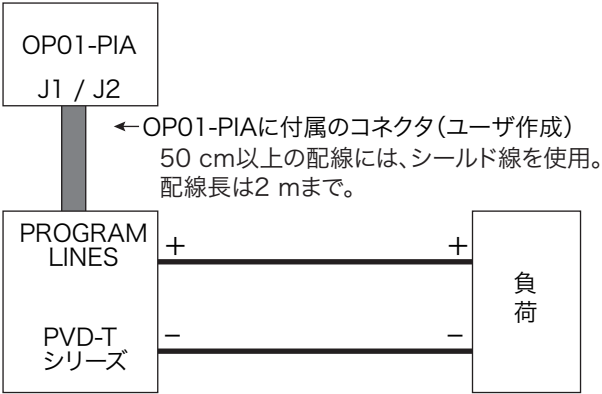 OP01-PIA
J1 / J2
←OP01-PIAに付属のコネクタ（ユーザ作成）
50 cm以上の配線には、シールド線を使用。
配線長は2 mまで。
PROGRAM
LINES
+
+
負
荷
PVD-T
シリーズ
−
−